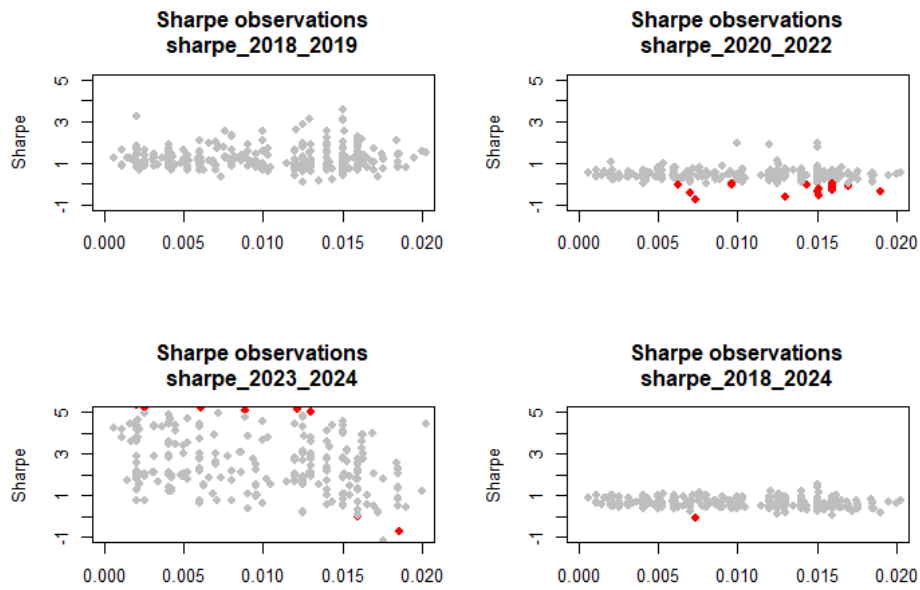 Sharpe observations
sharpe_2018_2019
Sharpe
5
3
1
-1
0.000 0.005 0.010 0.015 0.020
Sharpe observations
sharpe_2020_2022
Sharpe
5
3
1
-1
0.000 0.005 0.010 0.015 0.020
Sharpe observations
sharpe_2023_2024
Sharpe
5
3
1
-1
0.000 0.005 0.010 0.015 0.020
Sharpe observations
sharpe_2018_2024
Sharpe
5
3
1
-1
0.000 0.005 0.010 0.015 0.020